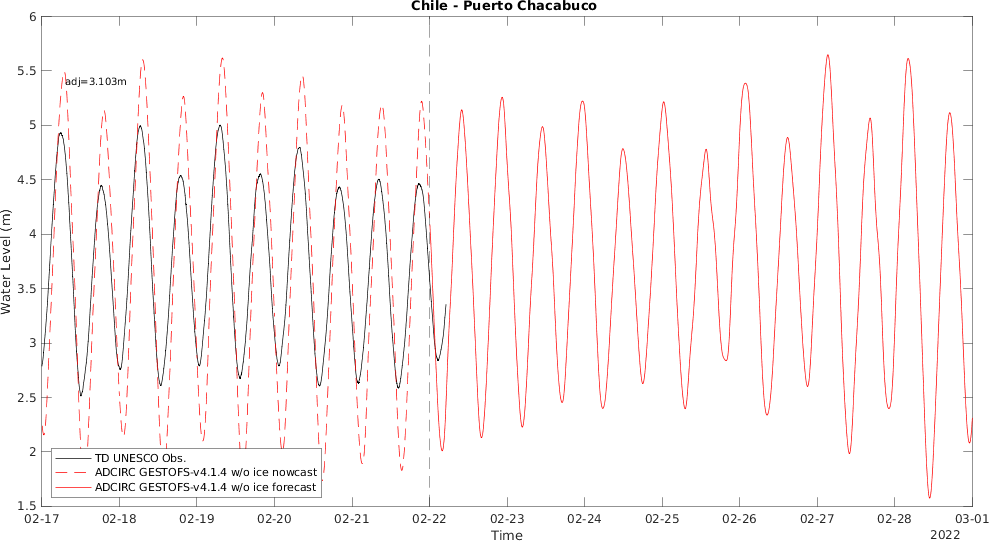 Chile - Puerto Chacabuco
6
5.5
5
4.5
4
3.5
3
2.5
2
1.5
Water Level (m)
adj=3.103m
TD UNESCO Obs.
ADCIRC GESTOFS-v4.1.4 w/o ice nowcast
ADCIRC GESTOFS-v4.1.4 w/o ice forecast
02-17 02-18 02-19 02-20 02-21 02-22 02-23 02-24 02-25 02-26 02-27 02-28 03-01
Time
2022